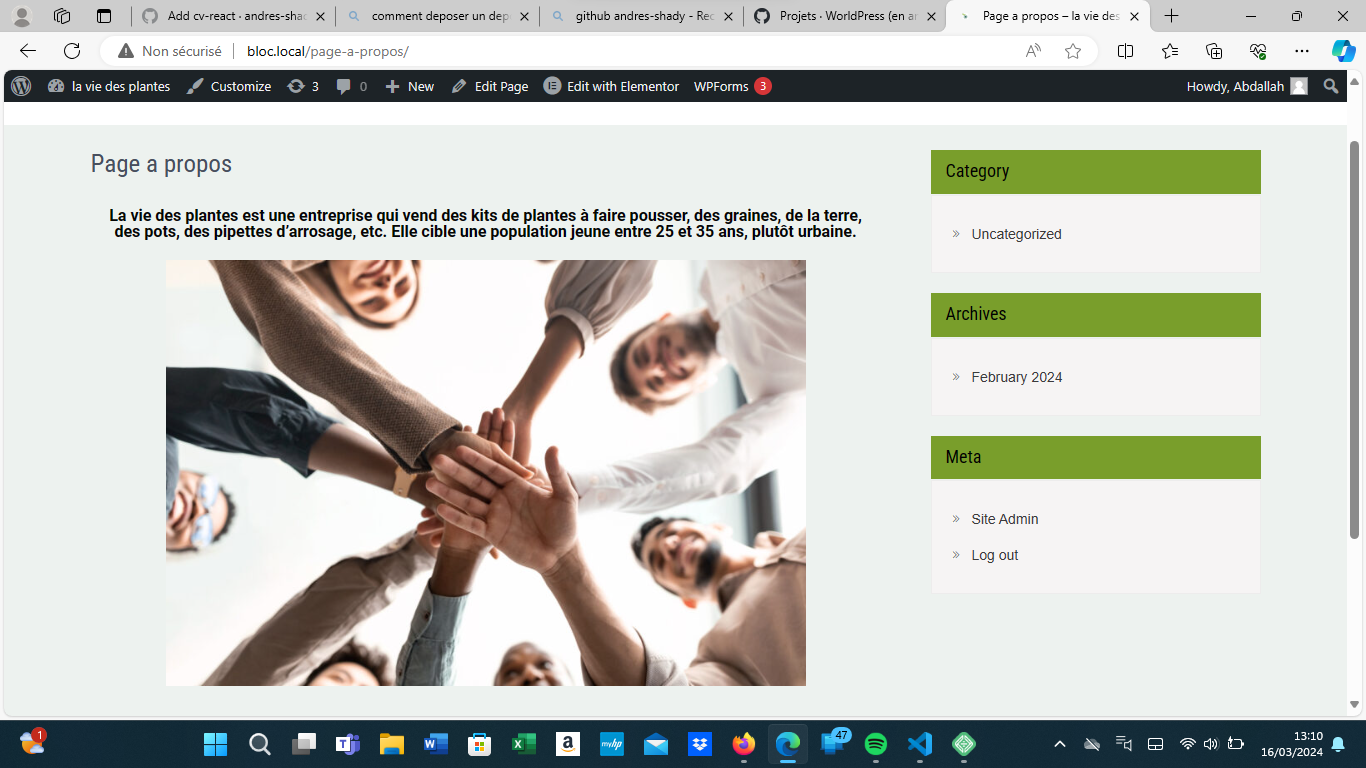 Add cv-react · andres-shad
comment deposer un dep
github andres-shady - Rec
Projets · WorldPress (en an
Page a propos – la vie des
Non sécurisé
bloc.local/page-a-propos/
la vie des plantes
Customize
3
0
New
Edit Page
Edit with Elementor
WPForms
3
Howdy, Abdallah
Page a propos
La vie des plantes est une entreprise qui vend des kits de plantes à faire pousser, des graines, de la terre,
des pots, des pipettes d’arrosage, etc. Elle cible une population jeune entre 25 et 35 ans, plutôt urbaine.
Category
Uncategorized
Archives
February 2024
Meta
Site Admin
Log out
1
47
13:10
16/03/2024